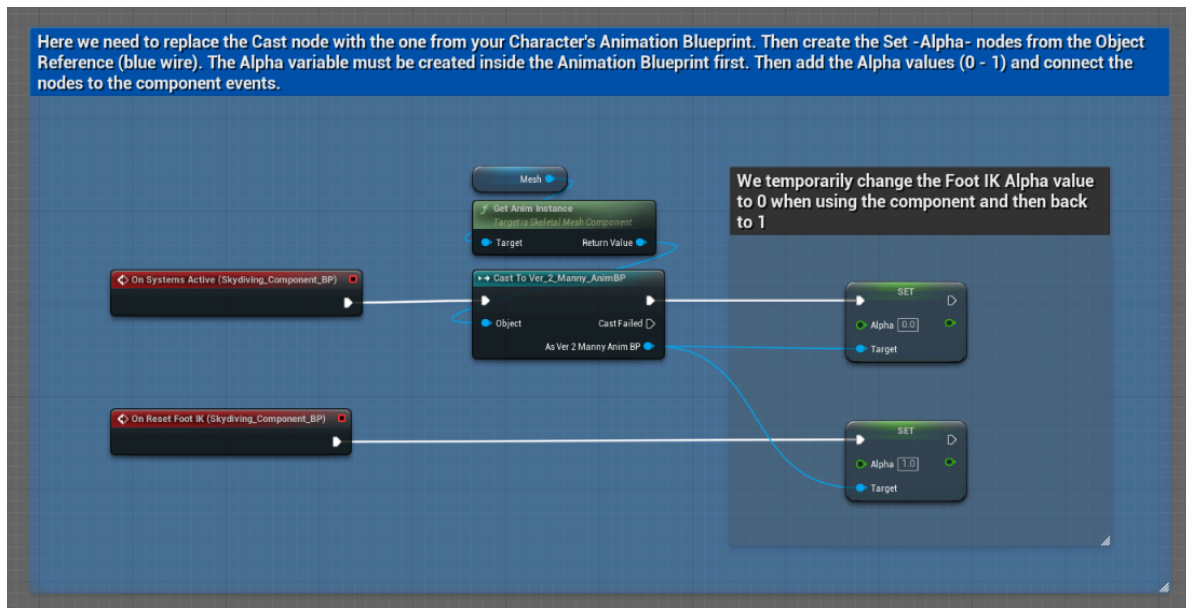 Here we need to replace the Cast node with the one from your Character's Animation Blueprint. Then create the Set -Alpha- nodes from the Object
Reference (blue wire). The Alpha variable must be created inside the Animation Blueprint first. Then add the Alpha values (0 - 1) and connect the
nodes to the component events.
Mesh
We temporarily change the Foot IK Alpha value
to 0 when using the component and then back
to 1
f Get Anim Instance
Target is Skeletal Mesh Component
Target Return Value
On Systems Active (Skydiving_Component_BP)
Cast To Ver_2_Manny_AnimBP
Object Cast Failed
As Ver 2 Manny Anim BP
SET
Alpha 0.0
Target
On Reset Foot IK (Skydiving_Component_BP)
SET
Alpha 1.0
Target